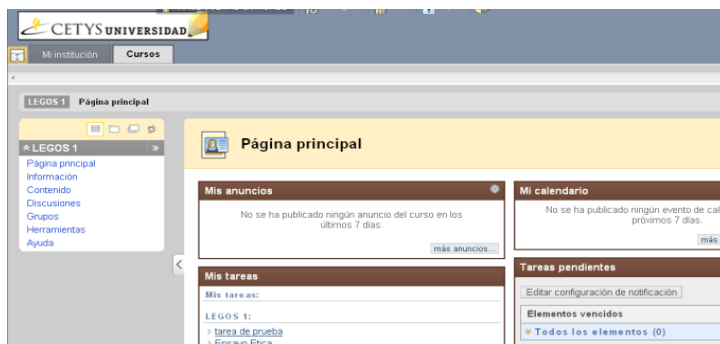 CETYS UNIVERSIDAD
Mi institución Cursos
LEGOS 1 Página principal
LEGOS 1
Página principal
Información
Contenido
Discusiones
Grupos
Herramientas
Ayuda
Página principal
Mis anuncios
No se ha publicado ningún anuncio del curso en los
últimos 7 días.
más anuncios...
Mis tareas
Mis tareas:
LEGOS 1:
tarea de prueba
Ensayo Etica
Mi calendario
No se ha publicado ningún evento de cal
próximos 7 días.
más
Tareas pendientes
Editar configuración de notificación
Elementos vencidos
Todos los elementos (0)